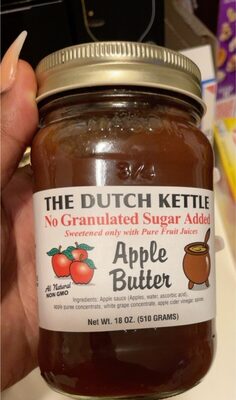 THE DUTCH KETTLE
No Granulated Sugar Added
Sweetened only with Pure Fruit Juices
Apple
Butter
All Natural
NON GMO
Ingredients: Apple sauce (Apples, water, ascorbic acid),
apple puree concentrate, white grape concentrate, apple cider vinegar, spices
Net Wt. 18 OZ. (510 GRAMS)